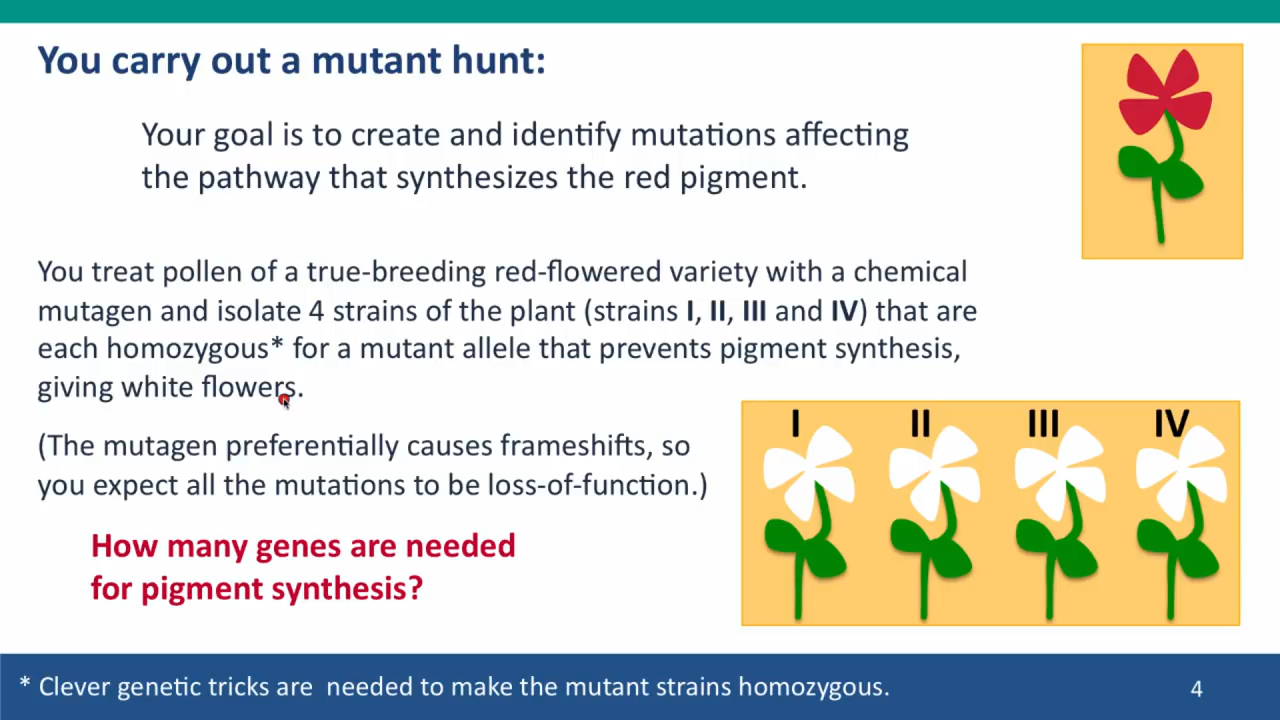 You carry out a mutant hunt:
Your goal is to create and identify mutations affecting
the pathway that synthesizes the red pigment.
You treat pollen of a true-breeding red-flowered variety with a chemical
mutagen and isolate 4 strains of the plant (strains I, II, III and IV) that are
each homozygous* for a mutant allele that prevents pigment synthesis,
giving white flowers.
(The mutagen preferentially causes frameshifts, so
you expect all the mutations to be loss-of-function.)
How many genes are needed
for pigment synthesis?
I II III IV
* Clever genetic tricks are needed to make the mutant strains homozygous.
4